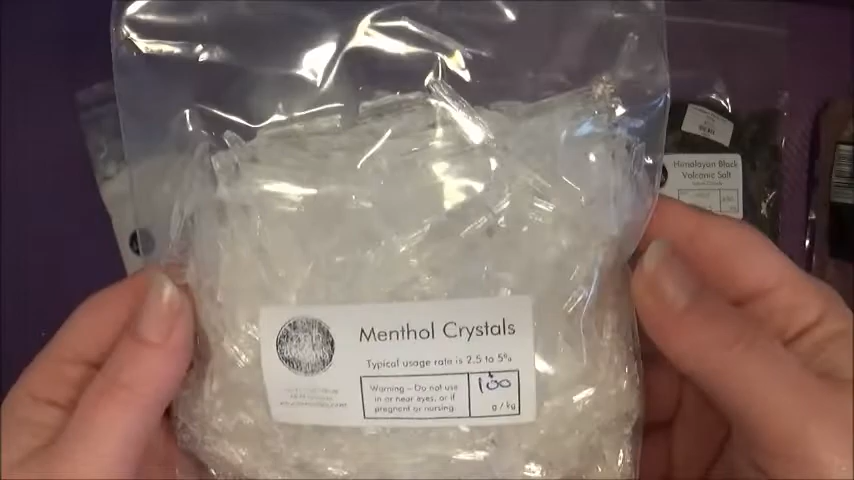 Menthol Crystals
Typical usage rate is 2.5 to 5%
Warning - Do not use
in or near eyes, or if
pregnant or nursing.
100
g / kg
Himalayan Black
Volcanic Salt